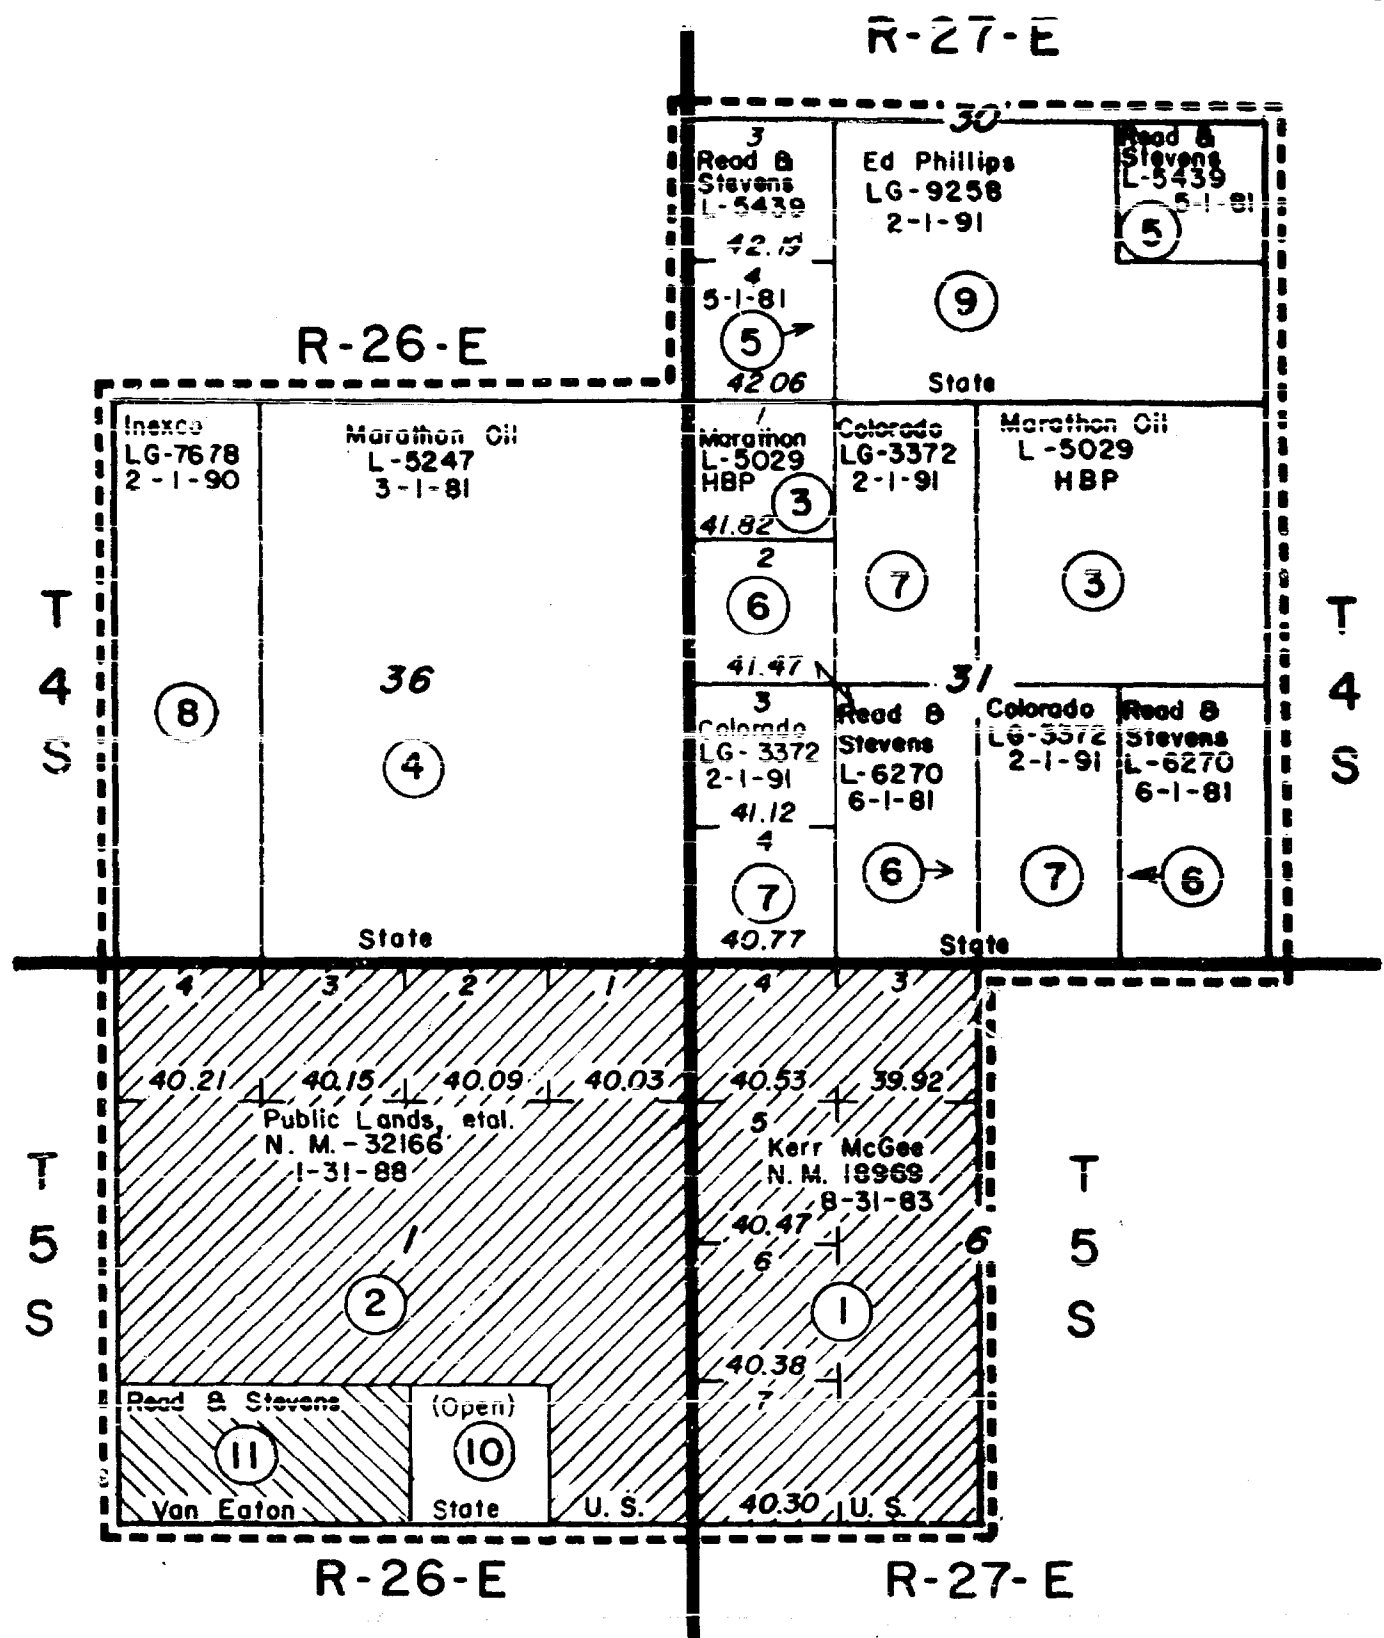 R-27-E
30
3
Read &
Stevens
L-5439
42.19
4
5-1-81
5
42.06
Ed Phillips
LG-9258
2-1-91
9
State
Read &
Stevens
L-5439
5-1-81
5
R-26-E
Inexco
LG-7678
2-1-90
8
Marathon Oil
L-5247
3-1-81
36
4
State
1
Marathon
L-5029
HBP
3
41.82
2
6
41.47
Colorado
LG-3372
2-1-91
7
Marathon Oil
L-5029
HBP
3
31
3
Colorado
LG-3372
2-1-91
41.12
4
7
40.77
Read &
Stevens
L-6270
6-1-81
6
Colorado
LG-3372
2-1-91
7
State
Read &
Stevens
L-6270
6-1-81
6
T
4
S
T
4
S
4 3 2 1
40.21 40.15 40.09 40.03
Public Lands, etal.
N. M.-32166
1-31-88
1
2
Read & Stevens
11
Van Eaton
(Open)
10
State
U. S.
4 3
40.53 39.92
5
Kerr McGee
N. M. 18969
8-31-83
40.47
6
6
1
40.38
7
40.30 U. S.
T
5
S
T
5
S
R-26-E
R-27-E